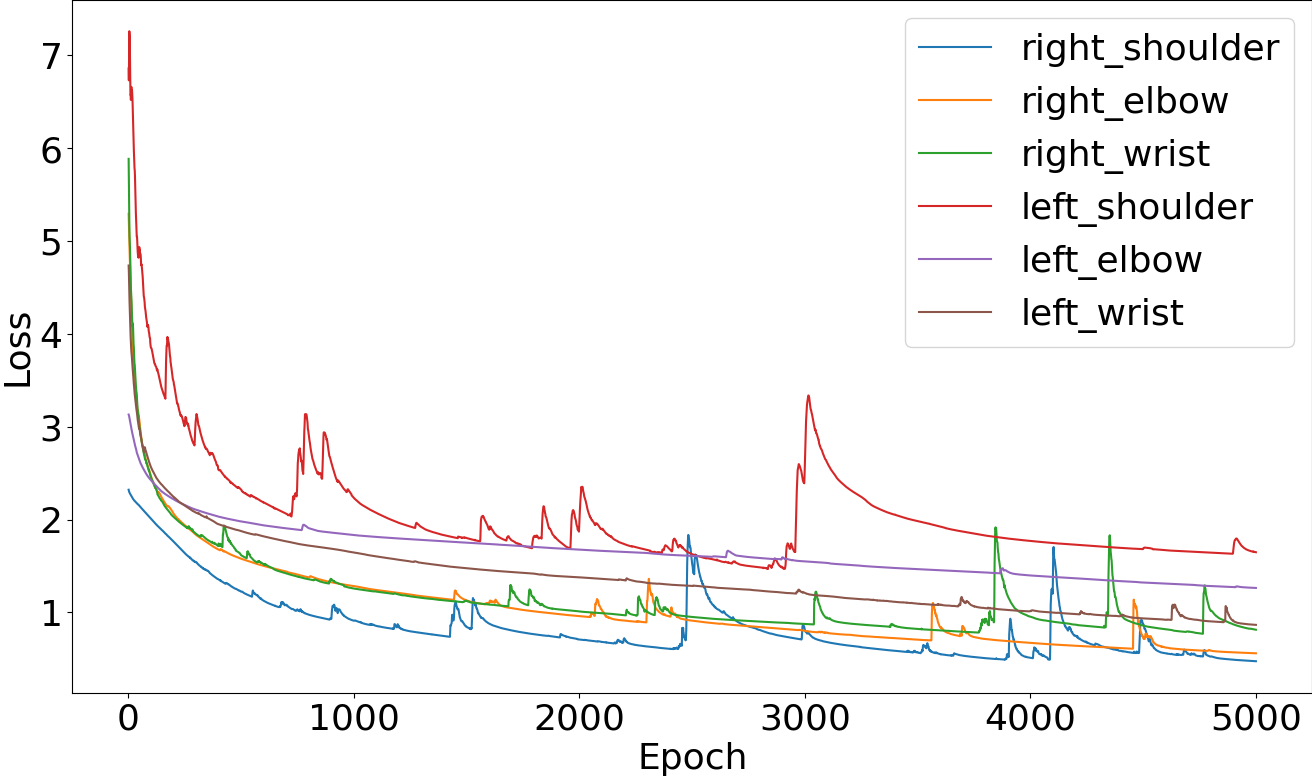 7
6
5
4
3
2
1
Loss
right_shoulder
right_elbow
right_wrist
left_shoulder
left_elbow
left_wrist
0 1000 2000 3000 4000 5000
Epoch